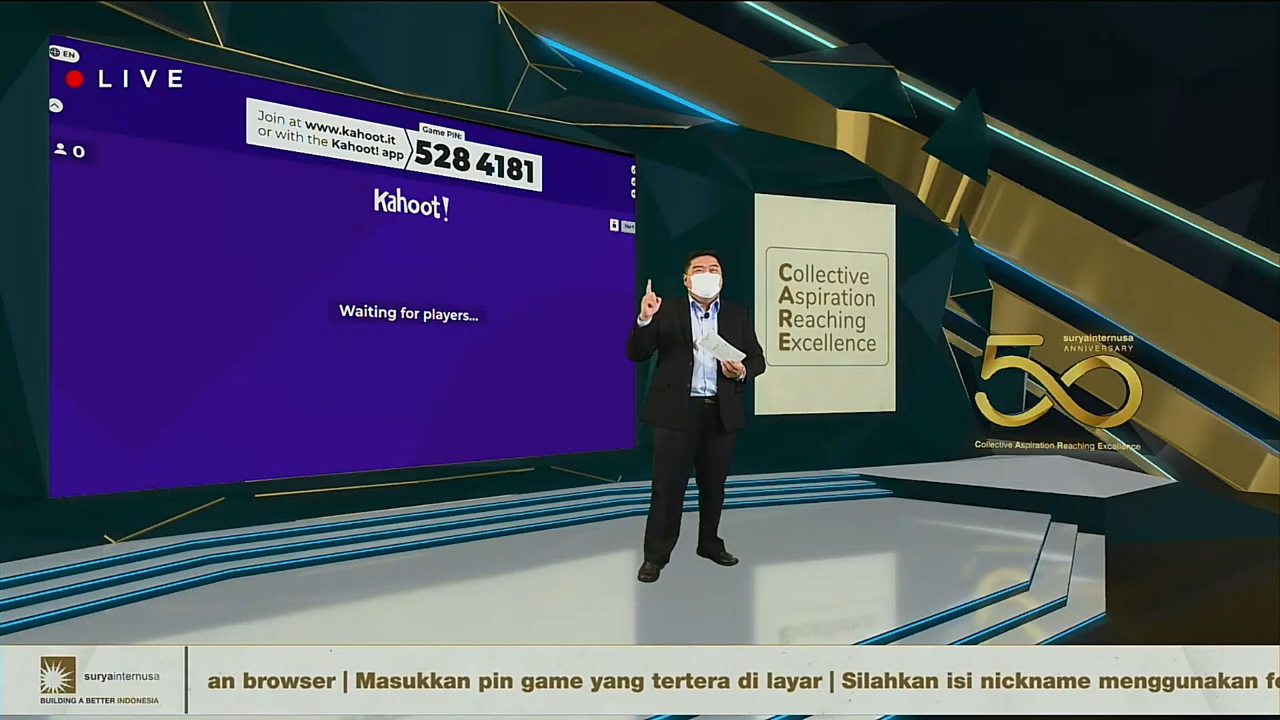 EN
LIVE
Join at www.kahoot.it
or with the Kahoot! app
Game PIN:
528 4181
0
Kahoot!
Waiting for players...
Collective
Aspiration
Reaching
Excellence
50
suryainternusa
ANNIVERSARY
Collective Aspiration Reaching Excellence
suryainternusa
BUILDING A BETTER INDONESIA
an browser | Masukkan pin game yang tertera di layar | Silahkan isi nickname menggunakan fo